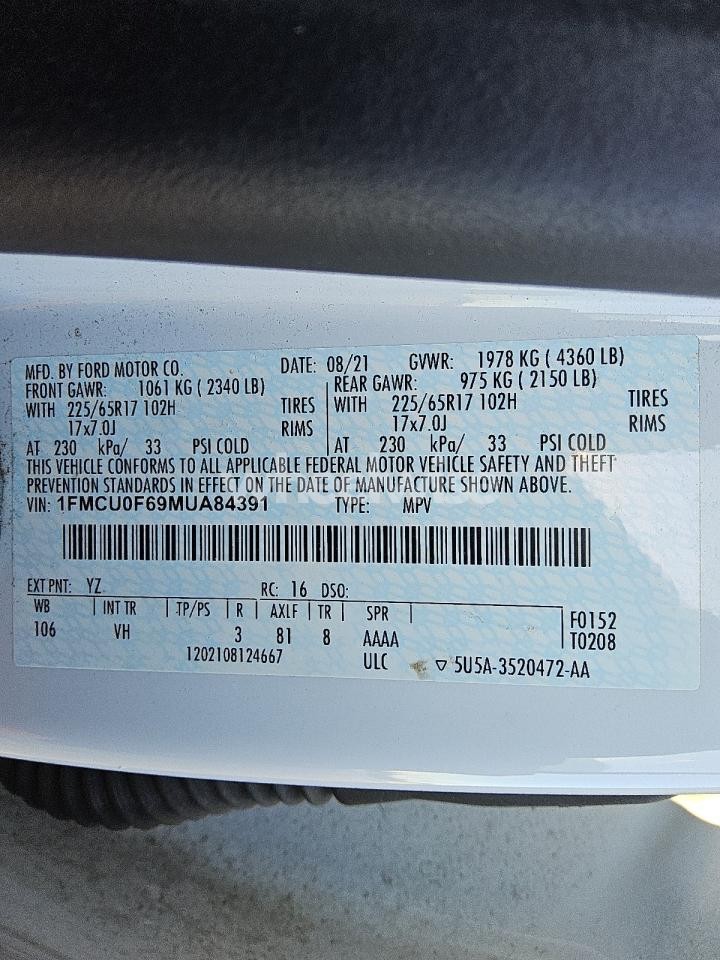 MFD. BY FORD MOTOR CO. DATE: 08/21 GVWR: 1978 KG ( 4360 LB)
FRONT GAWR: 1061 KG ( 2340 LB) REAR GAWR: 975 KG ( 2150 LB)
WITH 225/65R17 102H TIRES WITH 225/65R17 102H TIRES
17x7.0J RIMS 17x7.0J RIMS
AT 230 kPa/ 33 PSI COLD AT 230 kPa/ 33 PSI COLD
THIS VEHICLE CONFORMS TO ALL APPLICABLE FEDERAL MOTOR VEHICLE SAFETY AND THEFT
PREVENTION STANDARDS IN EFFECT ON THE DATE OF MANUFACTURE SHOWN ABOVE.
VIN: 1FMCU0F69MUA84391 TYPE: MPV
EXT PNT: YZ RC: 16 DSO:
WB INT TR TP/PS R AXLE TR SPR F0152
106 VH 3 81 8 AAAA T0208
1202108124667 ULC 5U5A-3520472-AA